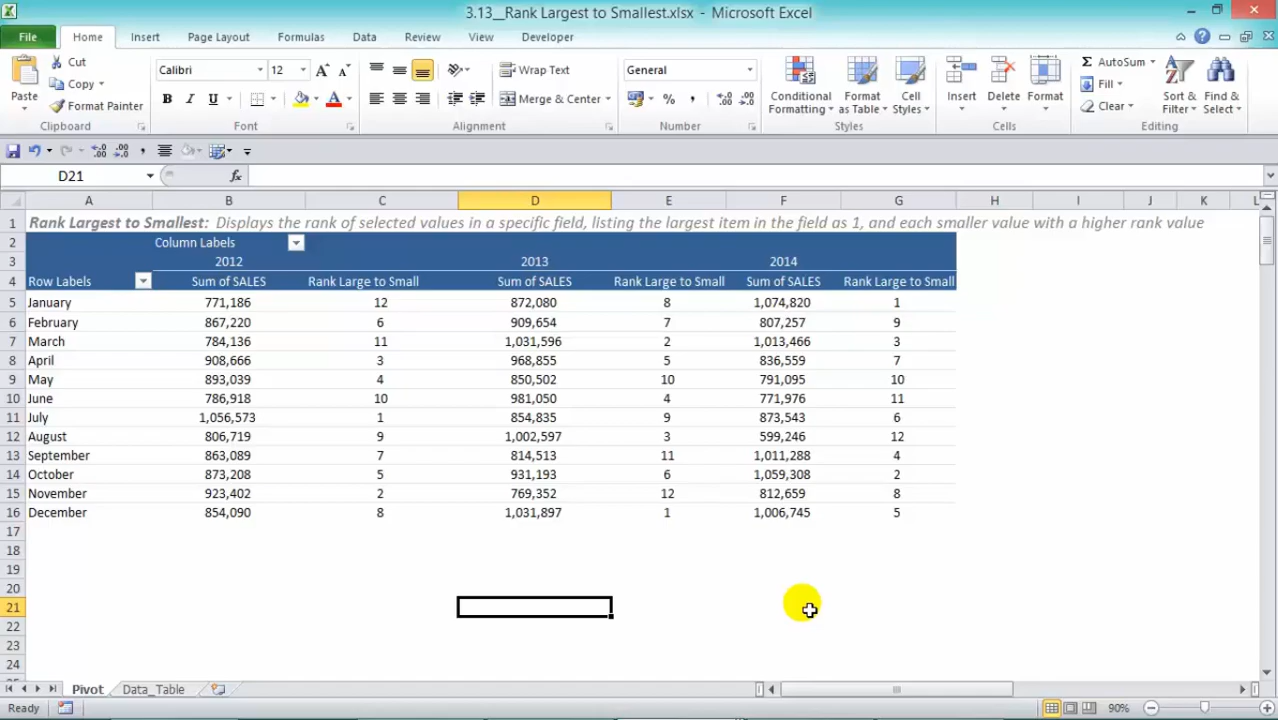 3.13__Rank Largest to Smallest.xlsx - Microsoft Excel
File Home Insert Page Layout Formulas Data Review View Developer
Paste Cut Copy Format Painter
Calibri 12
B I U A
Wrap Text
Merge & Center
General
% ,
Conditional Formatting
Format as Table
Cell Styles
Insert Delete Format
AutoSum
Fill
Clear
Sort & Filter
Find & Select
Clipboard Font Alignment Number Styles Cells Editing
D21 fx
A B C D E F G H I J K L
1 Rank Largest to Smallest: Displays the rank of selected values in a specific field, listing the largest item in the field as 1, and each smaller value with a higher rank value
2 Column Labels
3 2012 2013 2014
4 Row Labels Sum of SALES Rank Large to Small Sum of SALES Rank Large to Small Sum of SALES Rank Large to Small
5 January 771,186 12 872,080 8 1,074,820 1
6 February 867,220 6 909,654 7 807,257 9
7 March 784,136 11 1,031,596 2 1,013,466 3
8 April 908,666 3 968,855 5 836,559 7
9 May 893,039 4 850,502 10 791,095 10
10 June 786,918 10 981,050 4 771,976 11
11 July 1,056,573 1 854,835 9 873,543 6
12 August 806,719 9 1,002,597 3 599,246 12
13 September 863,089 7 814,513 11 1,011,288 4
14 October 873,208 5 931,193 6 1,059,308 2
15 November 923,402 2 769,352 12 812,659 8
16 December 854,090 8 1,031,897 1 1,006,745 5
17
18
19
20
21
22
23
24
Pivot Data_Table
Ready 90%